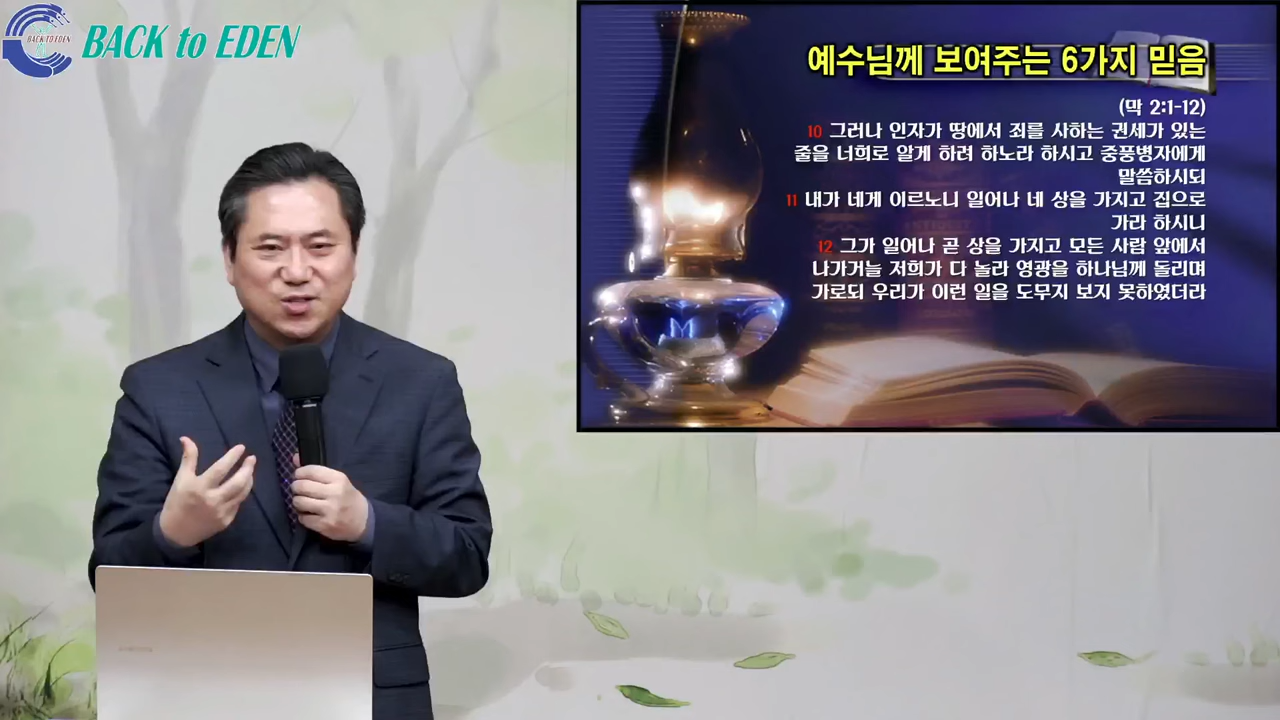 BACK TO EDEN
BACK to EDEN
예수님께 보여주는 6가지 믿음
(막 2:1-12)
10 그러나 인자가 땅에서 죄를 사하는 권세가 있는
줄을 너희로 알게 하려 하노라 하시고 중풍병자에게
말씀하시되
11 내가 네게 이르노니 일어나 네 상을 가지고 집으로
가라 하시니
12 그가 일어나 곧 상을 가지고 모든 사람 앞에서
나가거늘 저희가 다 놀라 영광을 하나님께 돌리며
가로되 우리가 이런 일을 도무지 보지 못하였더라